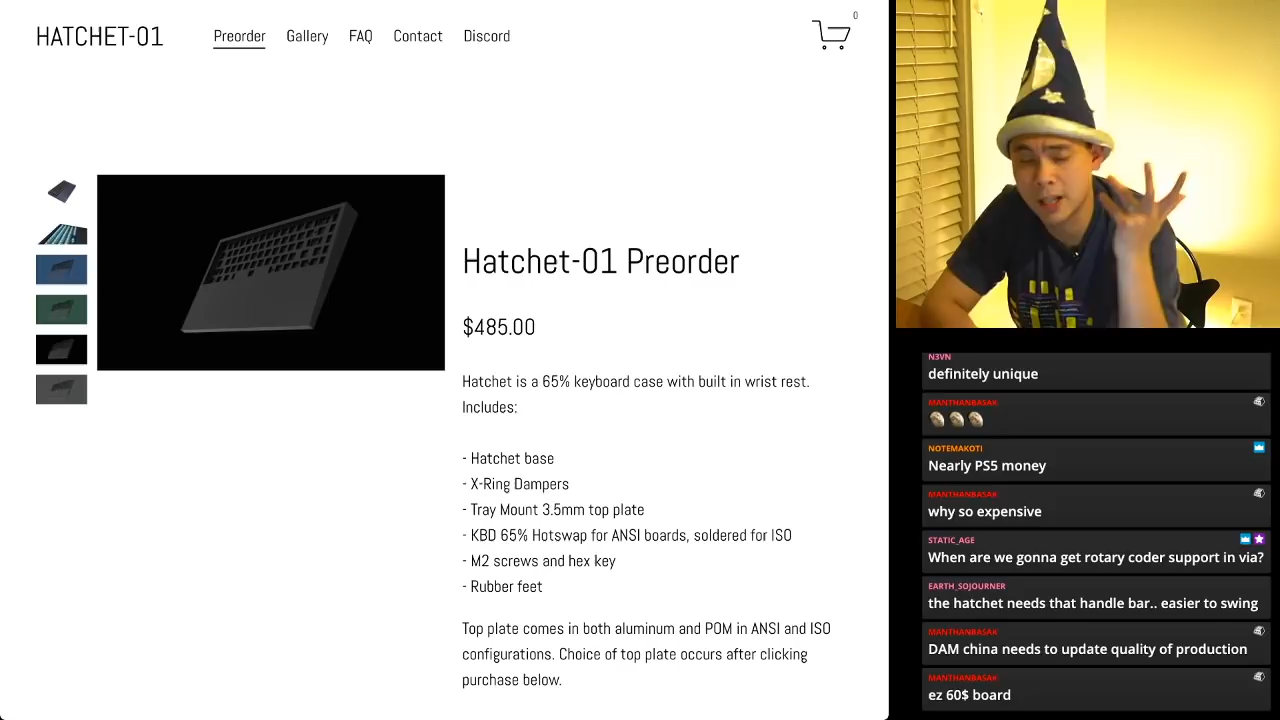 HATCHET-01
Preorder
Gallery
FAQ
Contact
Discord
0
Hatchet-01 Preorder
$485.00
Hatchet is a 65% keyboard case with built in wrist rest.
Includes:
- Hatchet base
- X-Ring Dampers
- Tray Mount 3.5mm top plate
- KBD 65% Hotswap for ANSI boards, soldered for ISO
- M2 screws and hex key
- Rubber feet
Top plate comes in both aluminum and POM in ANSI and ISO
configurations. Choice of top plate occurs after clicking
purchase below.
N3VN
definitely unique
MANTHANBASAK
NOTEMAKOTI
Nearly PS5 money
MANTHANBASAK
why so expensive
STATIC_AGE
When are we gonna get rotary coder support in via?
EARTH_SOJOURNER
the hatchet needs that handle bar.. easier to swing
MANTHANBASAK
DAM china needs to update quality of production
MANTHANBASAK
ez 60$ board